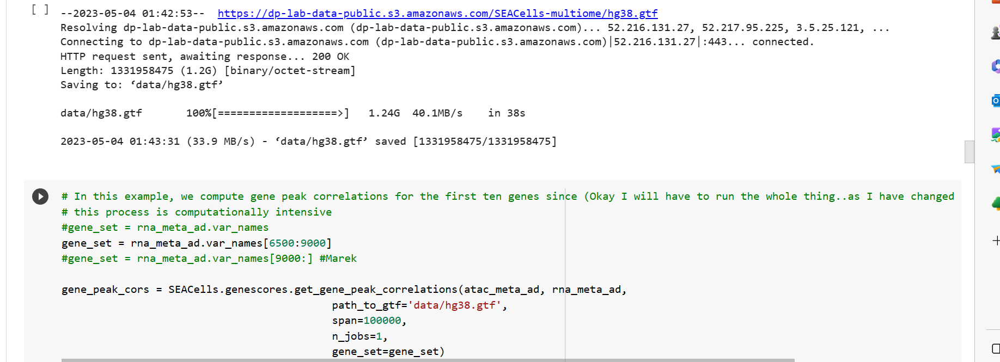 [ ] --2023-05-04 01:42:53-- https://dp-lab-data-public.s3.amazonaws.com/SEACells-multiome/hg38.gtf
Resolving dp-lab-data-public.s3.amazonaws.com (dp-lab-data-public.s3.amazonaws.com)... 52.216.131.27, 52.217.95.225, 3.5.25.121, ...
Connecting to dp-lab-data-public.s3.amazonaws.com (dp-lab-data-public.s3.amazonaws.com)|52.216.131.27|:443... connected.
HTTP request sent, awaiting response... 200 OK
Length: 1331958475 (1.2G) [binary/octet-stream]
Saving to: ‘data/hg38.gtf’
data/hg38.gtf 100%[===================>] 1.24G 40.1MB/s in 38s
2023-05-04 01:43:31 (33.9 MB/s) - ‘data/hg38.gtf’ saved [1331958475/1331958475]
# In this example, we compute gene peak correlations for the first ten genes since (Okay I will have to run the whole thing..as I have changed
# this process is computationally intensive
#gene_set = rna_meta_ad.var_names
gene_set = rna_meta_ad.var_names[6500:9000]
#gene_set = rna_meta_ad.var_names[9000:] #Marek
gene_peak_cors = SEACells.genescores.get_gene_peak_correlations(atac_meta_ad, rna_meta_ad,
path_to_gtf='data/hg38.gtf',
span=100000,
n_jobs=1,
gene_set=gene_set)